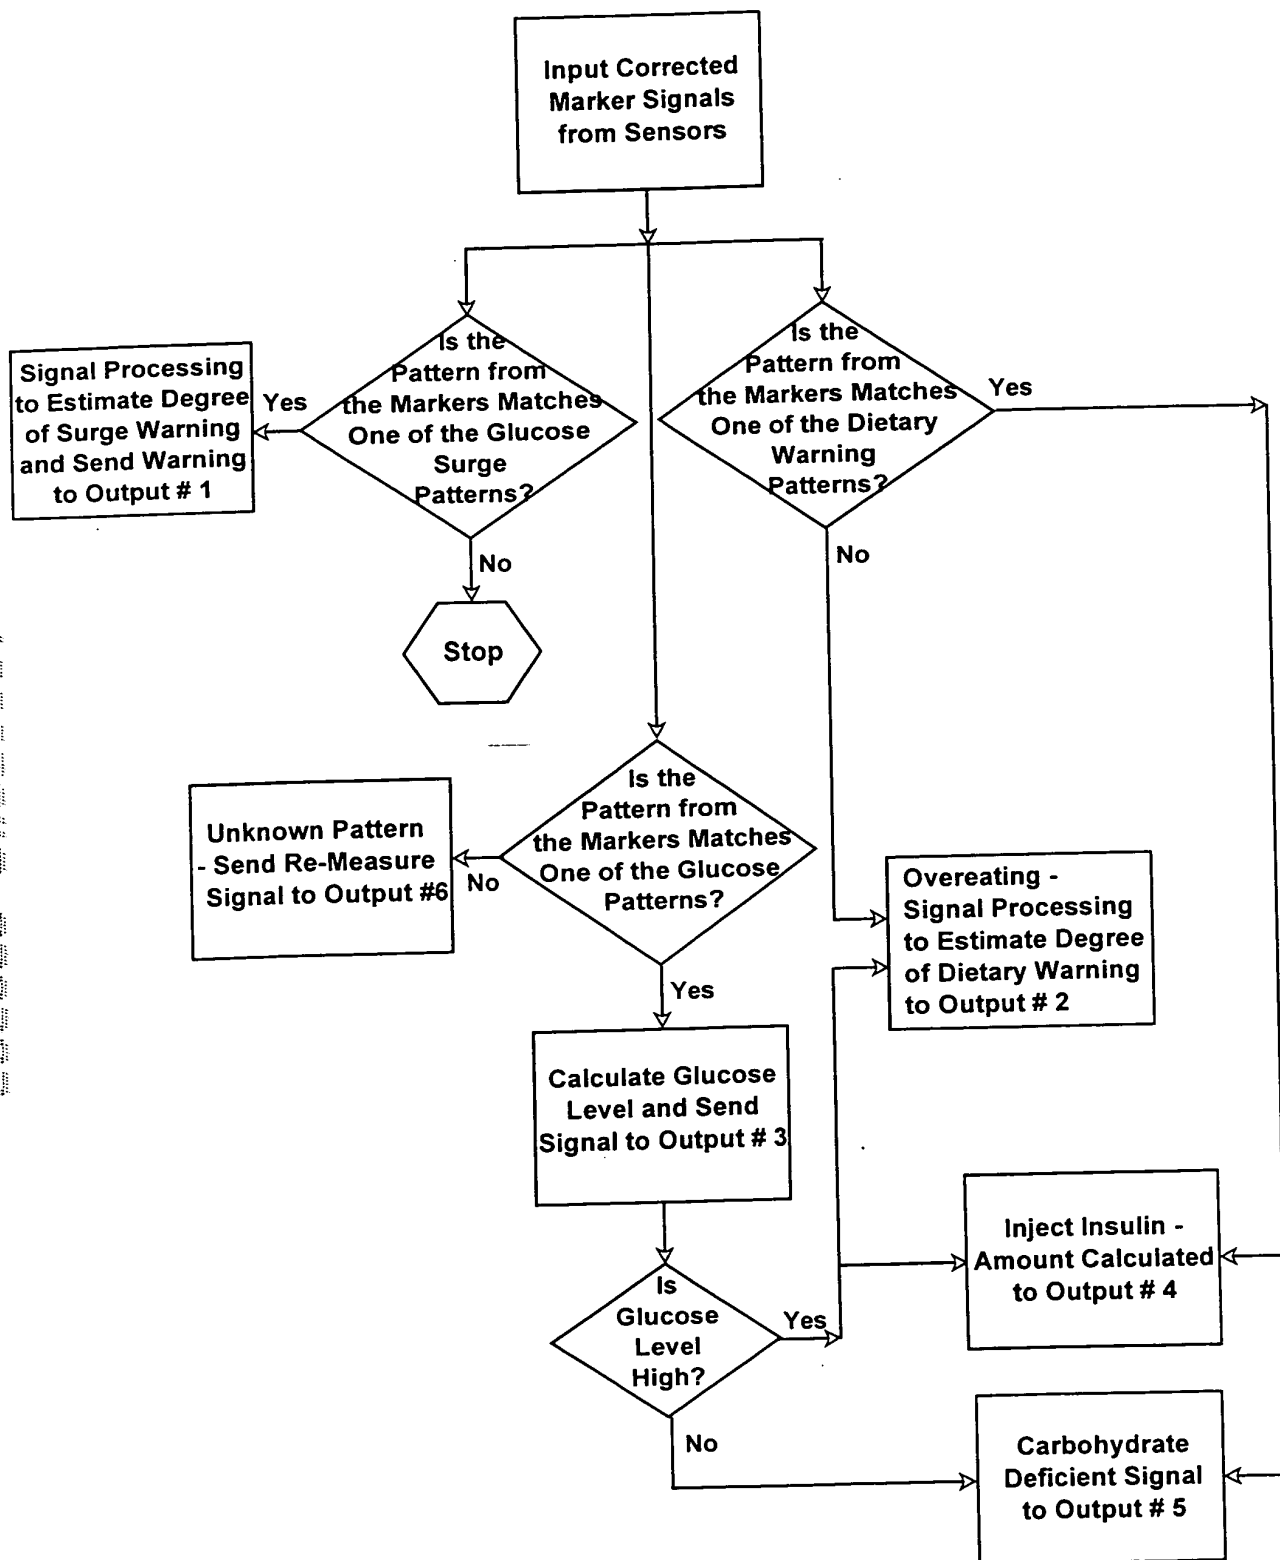 Input Corrected
Marker Signals
from Sensors
Signal Processing
to Estimate Degree
of Surge Warning
and Send Warning
to Output # 1
Yes
Is the
Pattern from
the Markers Matches
One of the Glucose
Surge
Patterns?
No
Stop
Is the
Pattern from
the Markers Matches
One of the Dietary
Warning
Patterns?
Yes
No
Unknown Pattern
- Send Re-Measure
Signal to Output #6
No
Is the
Pattern from
the Markers Matches
One of the Glucose
Patterns?
Yes
Overeating -
Signal Processing
to Estimate Degree
of Dietary Warning
to Output # 2
Calculate Glucose
Level and Send
Signal to Output # 3
Is
Glucose
Level
High?
Yes
No
Inject Insulin -
Amount Calculated
to Output # 4
Carbohydrate
Deficient Signal
to Output # 5